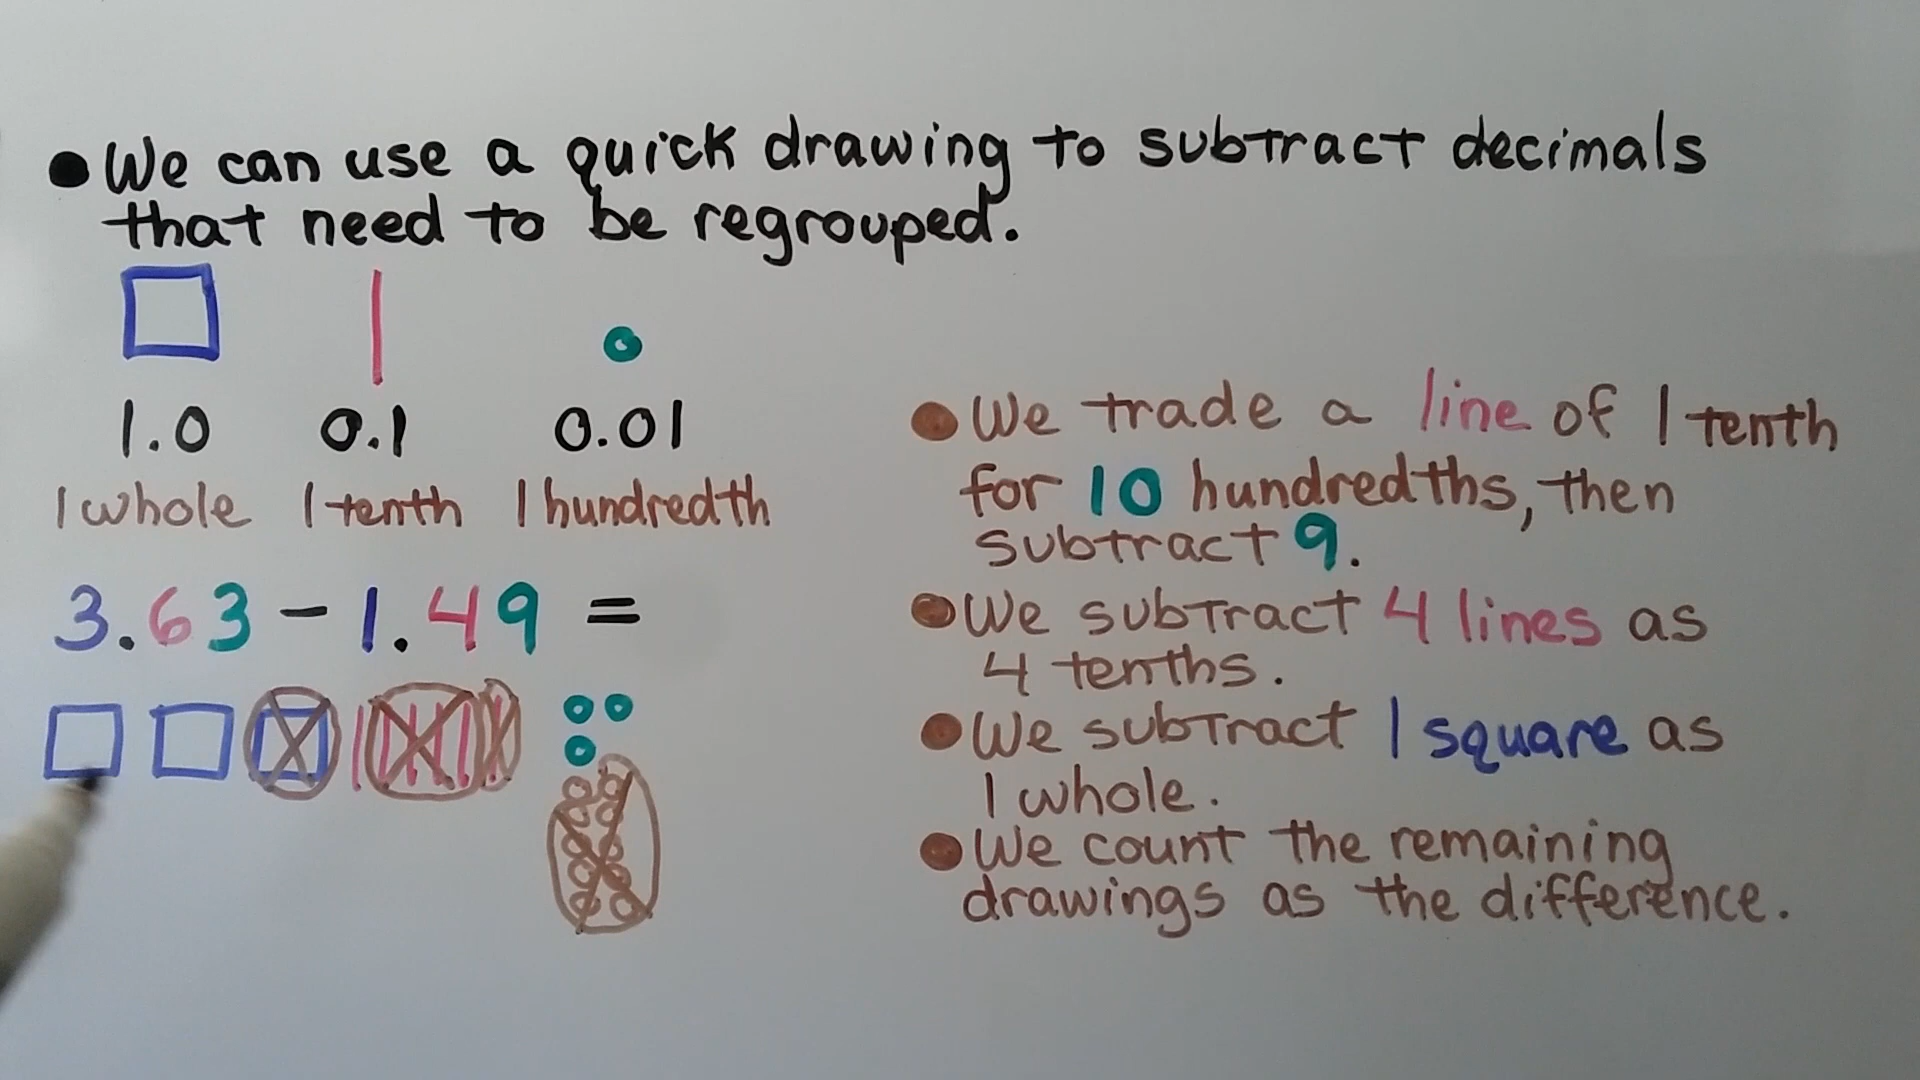 We can use a quick drawing to subtract decimals
that need to be regrouped.
1.0 0.1 0.01
1 whole 1 tenth 1 hundredth
3.63 - 1.49 =
We trade a line of 1 tenth
for 10 hundredths, then
subtract 9.
We subtract 4 lines as
4 tenths.
We subtract 1 square as
1 whole.
We count the remaining
drawings as the difference.